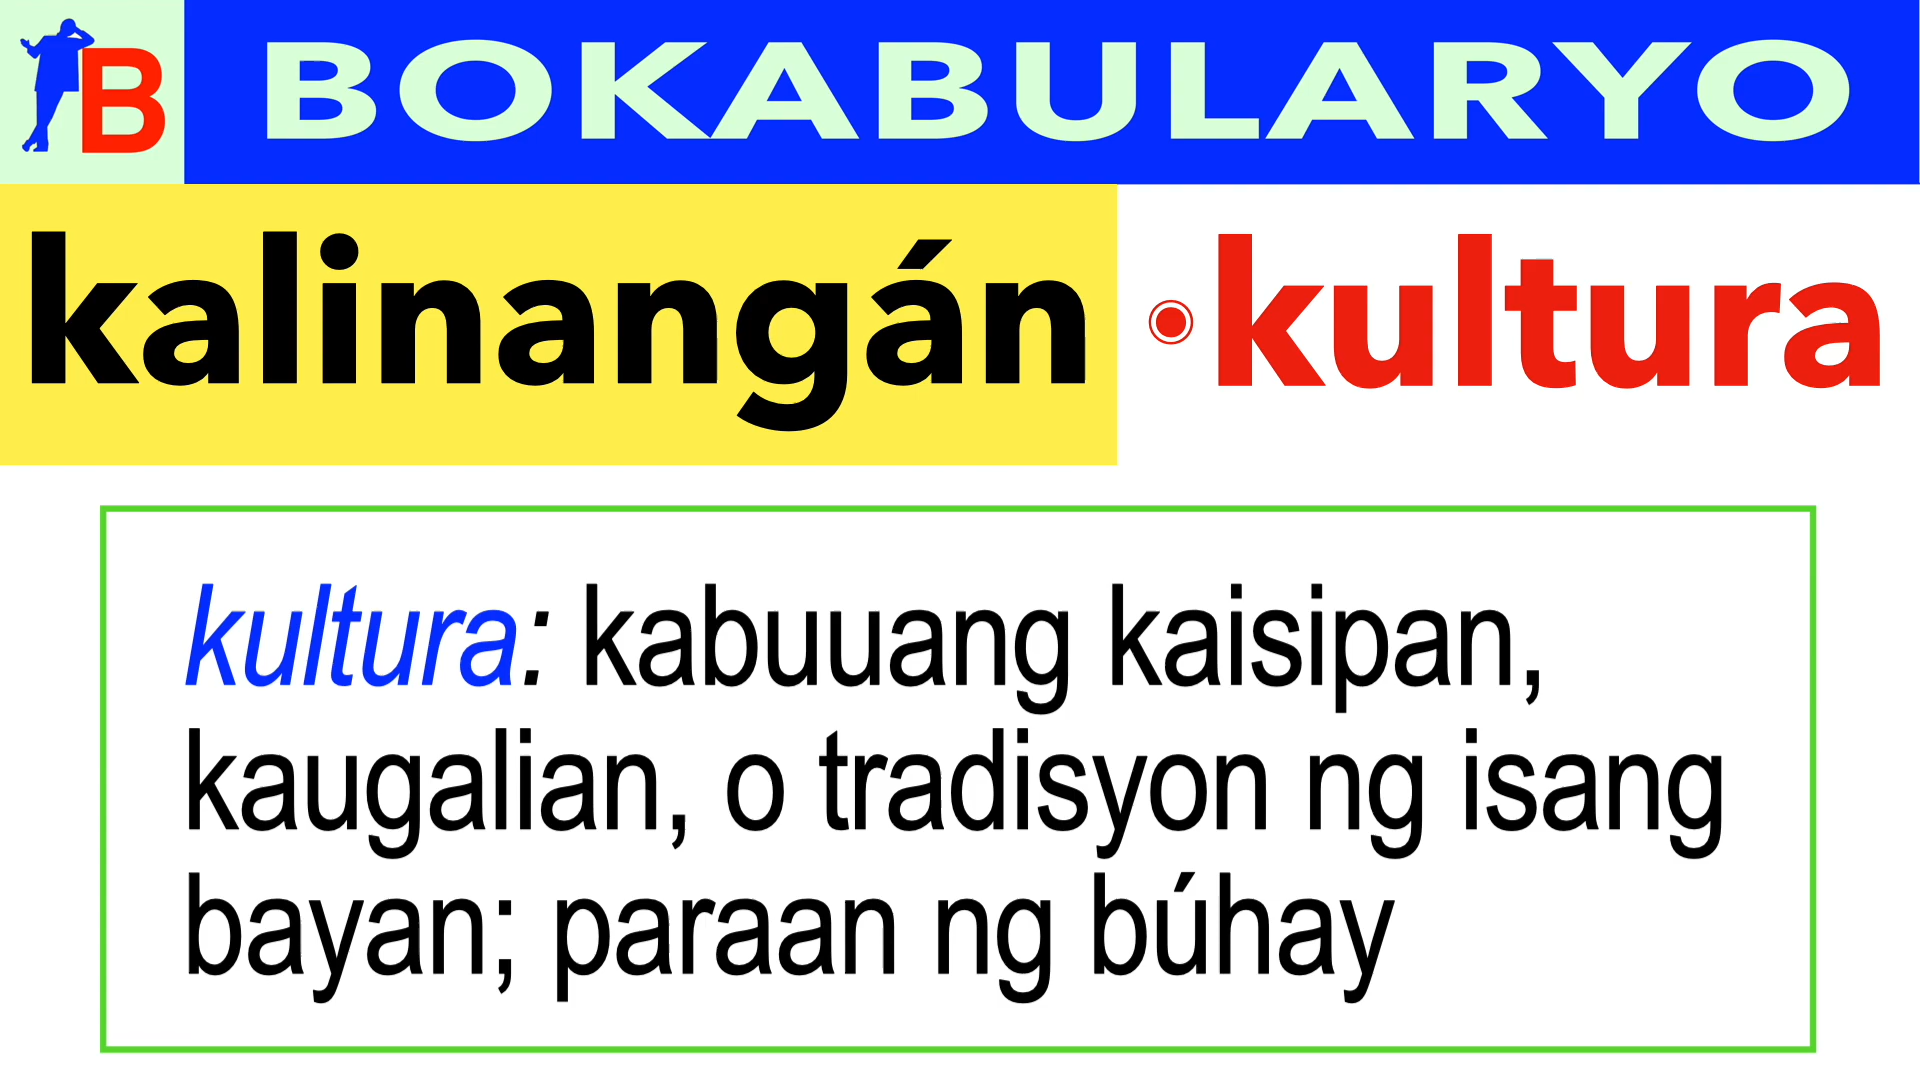 B BOKABULARYO
kalinangán kultura
kultura: kabuuang kaisipan,
kaugalian, o tradisyon ng isang
bayan; paraan ng búhay